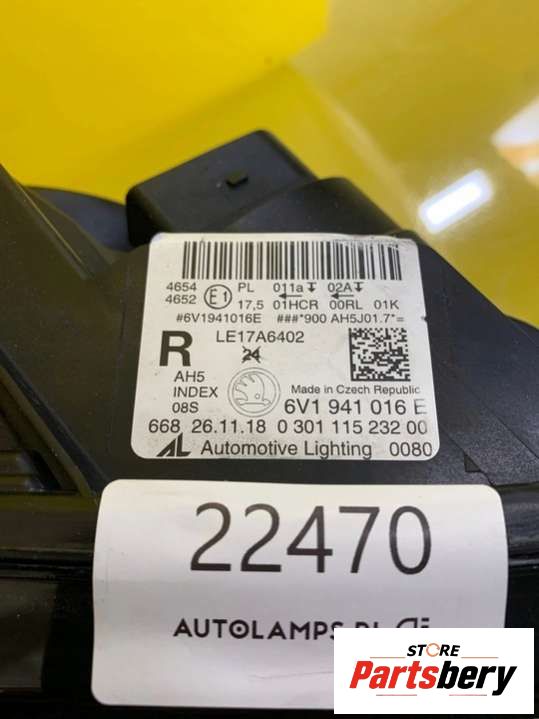 4654 PL 011a 02A
4652 E1 17,5 01HCR 00RL 01K
#6V1941016E ###*900 AH5J01.7*=
R LE17A6402
24
AH5
INDEX
08S
Made in Czech Republic
6V1 941 016 E
668 26.11.18 0 301 115 232 00
AL Automotive Lighting 0080
22470
AUTOLAMPS.PL
STORE
Partsbery